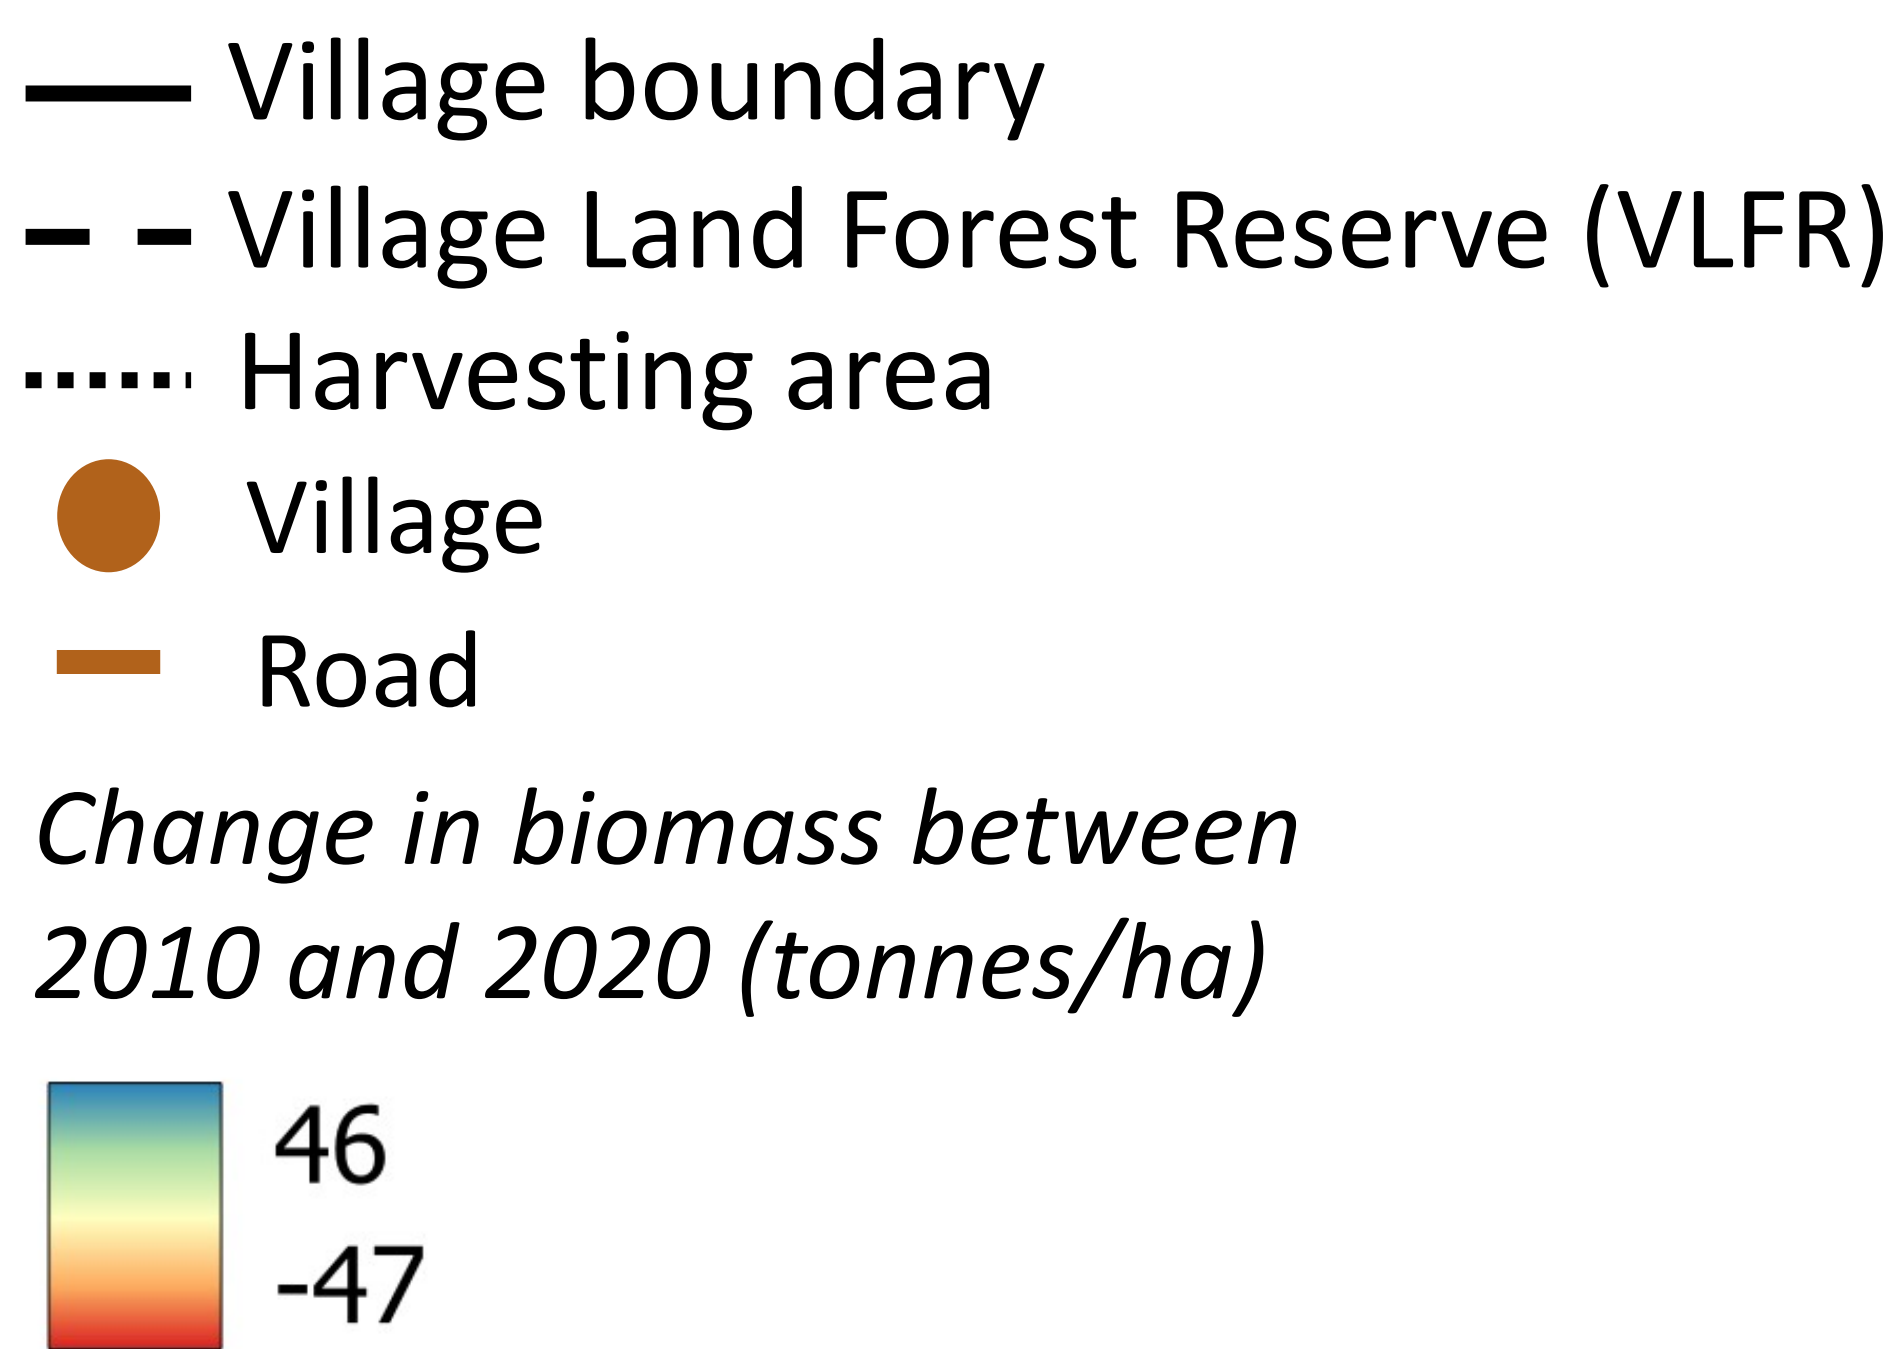 Village boundary
Village Land Forest Reserve (VLFR)
Harvesting area
Village
Road
Change in biomass between
2010 and 2020 (tonnes/ha)
46
-47